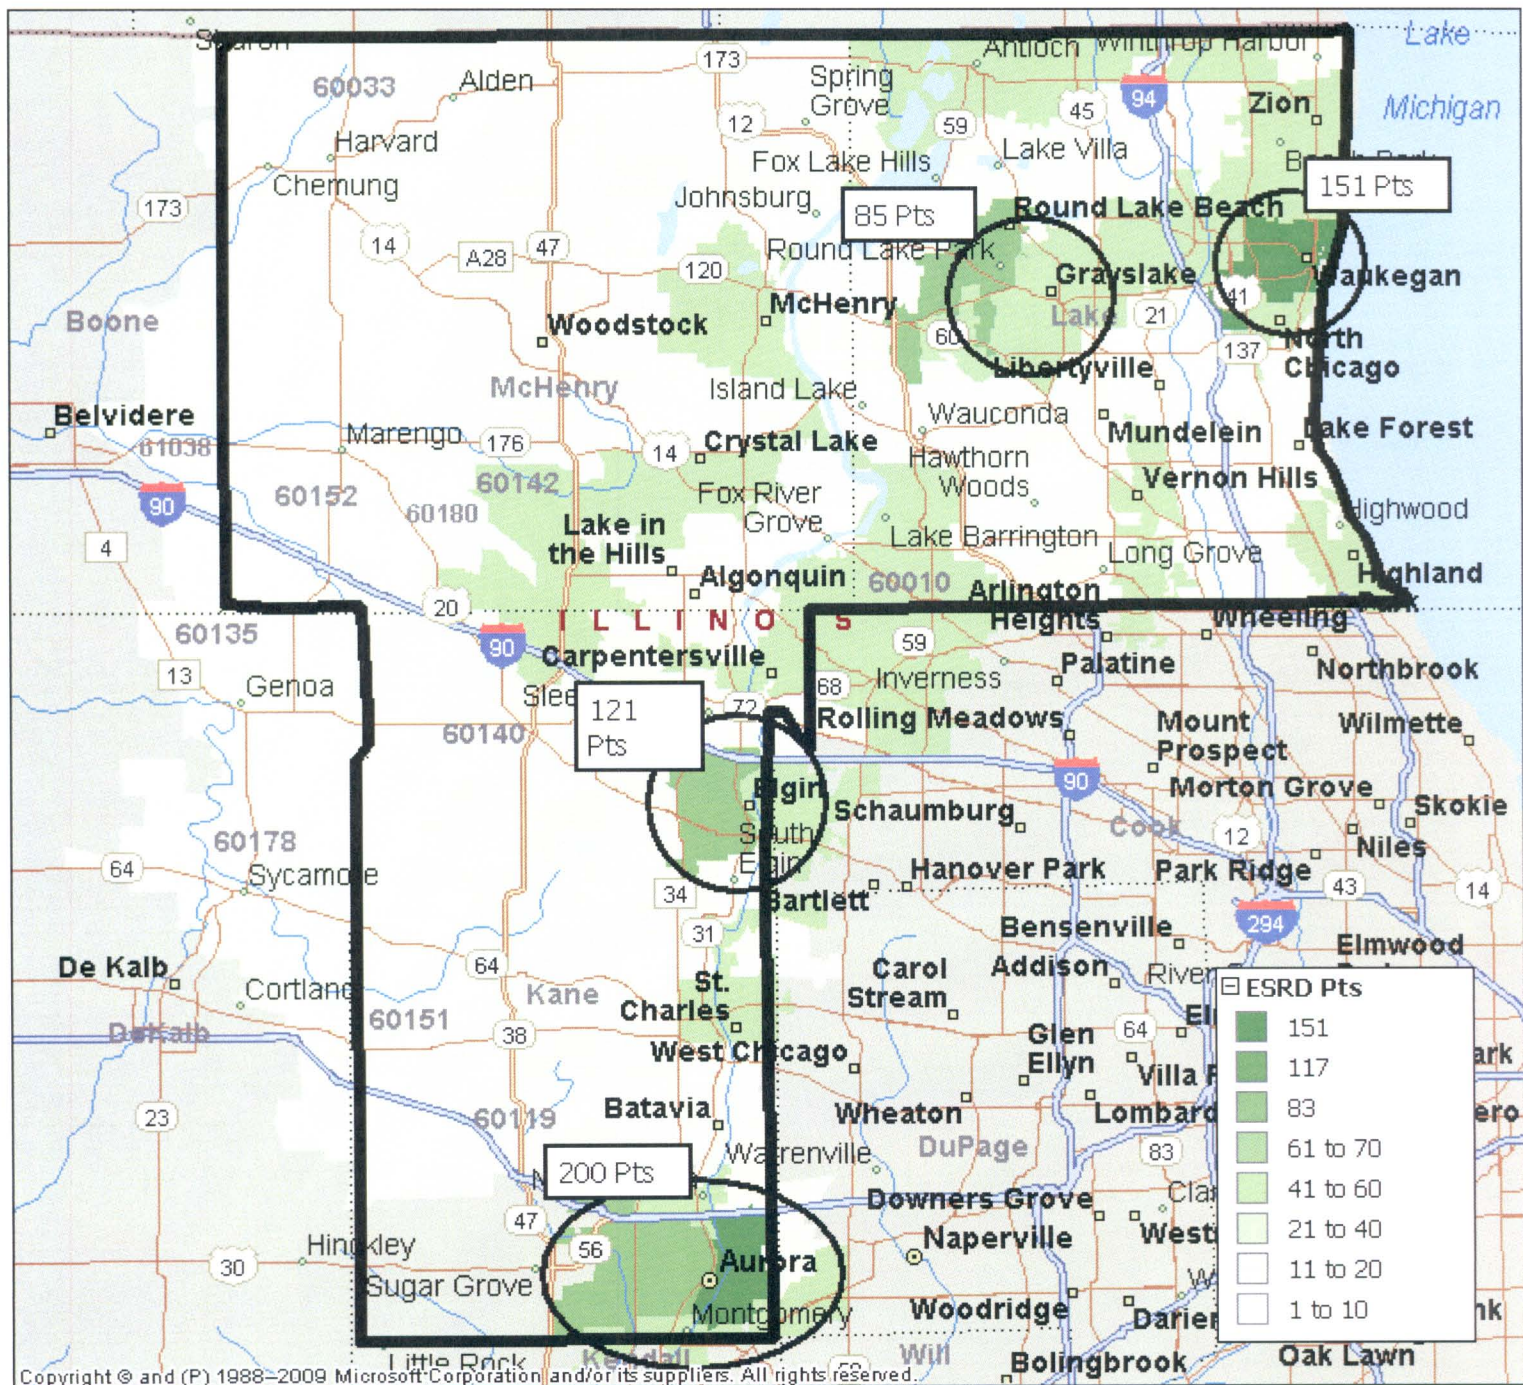 Sharon
Antioch
Winthrop Harbor
Lake
Michigan
60033
Alden
173
Spring
Grove
12
59
45
94
Zion
Harvard
Chemung
Fox Lake Hills
Lake Villa
Johnsburg
85 Pts
151 Pts
173
14
A28
47
120
Round Lake Beach
Round Lake Park
Grayslake
Waukegan
41
Boone
Woodstock
McHenry
Lake
21
60
North
Chicago
137
Libertyville
McHenry
Island Lake
Wauconda
Mundelein
Lake Forest
Belvidere
61038
Marengo
176
14
Crystal Lake
Hawthorn
Woods
Vernon Hills
90
60152
60142
60180
Fox River
Grove
Highwood
4
Lake in
the Hills
Lake Barrington
Long Grove
Algonquin
60010
Highland
Park
20
Arlington
Heights
60135
ILLINOIS
59
Wheeling
90
Carpentersville
Palatine
Northbrook
13
Genoa
68
Inverness
121
Pts
72
Rolling Meadows
Mount
Prospect
Wilmette
60140
90
Morton Grove
Skokie
Elgin
Schaumburg
Cook
12
Niles
60178
South
Elgin
64
Sycamore
34
Bartlett
Hanover Park
Park Ridge
43
14
31
Bensenville
294
Elmwood
De Kalb
64
Kane
Carol
Stream
Addison
Cortland
60151
St.
Charles
DeKalb
38
West Chicago
Glen
Ellyn
64
Villa
Lombard
23
60119
Batavia
Wheaton
DuPage
83
Warrenville
200 Pts
Downers Grove
47
56
Naperville
30
Hinckley
Sugar Grove
Aurora
Montgomery
Woodridge
Darien
Little Rock
Kendall
Will
Bolingbrook
Oak Lawn
ESRD Pts
151
117
83
61 to 70
41 to 60
21 to 40
11 to 20
1 to 10
Copyright © and (P) 1988–2009 Microsoft Corporation and/or its suppliers. All rights reserved.